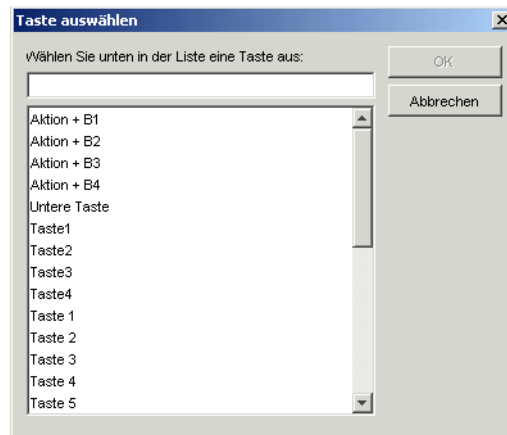 Taste auswählen
Wählen Sie unten in der Liste eine Taste aus:
OK
Abbrechen
Aktion + B1
Aktion + B2
Aktion + B3
Aktion + B4
Untere Taste
Taste1
Taste2
Taste3
Taste4
Taste 1
Taste 2
Taste 3
Taste 4
Taste 5